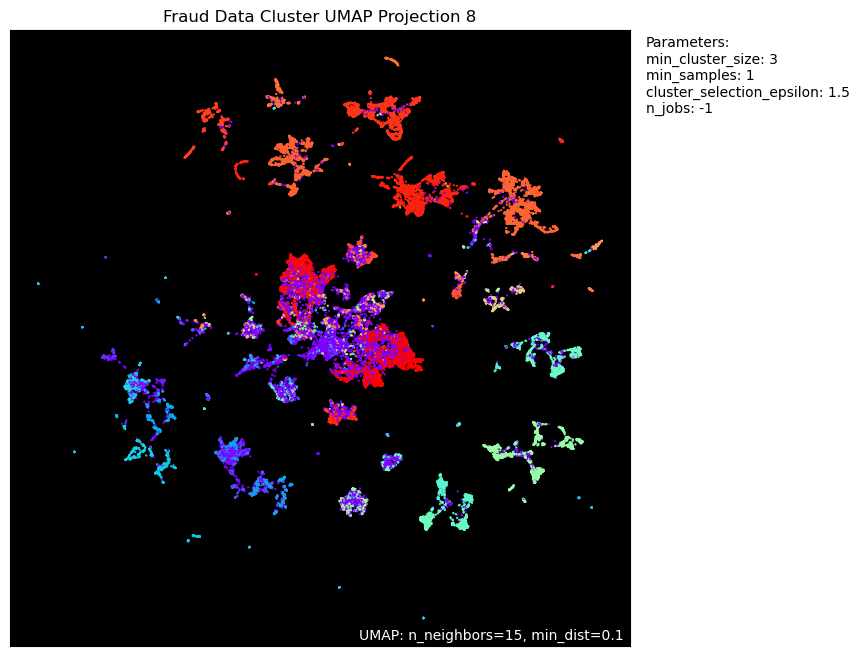 Fraud Data Cluster UMAP Projection 8
Parameters:
min_cluster_size: 3
min_samples: 1
cluster_selection_epsilon: 1.5
n_jobs: -1
UMAP: n_neighbors=15, min_dist=0.1